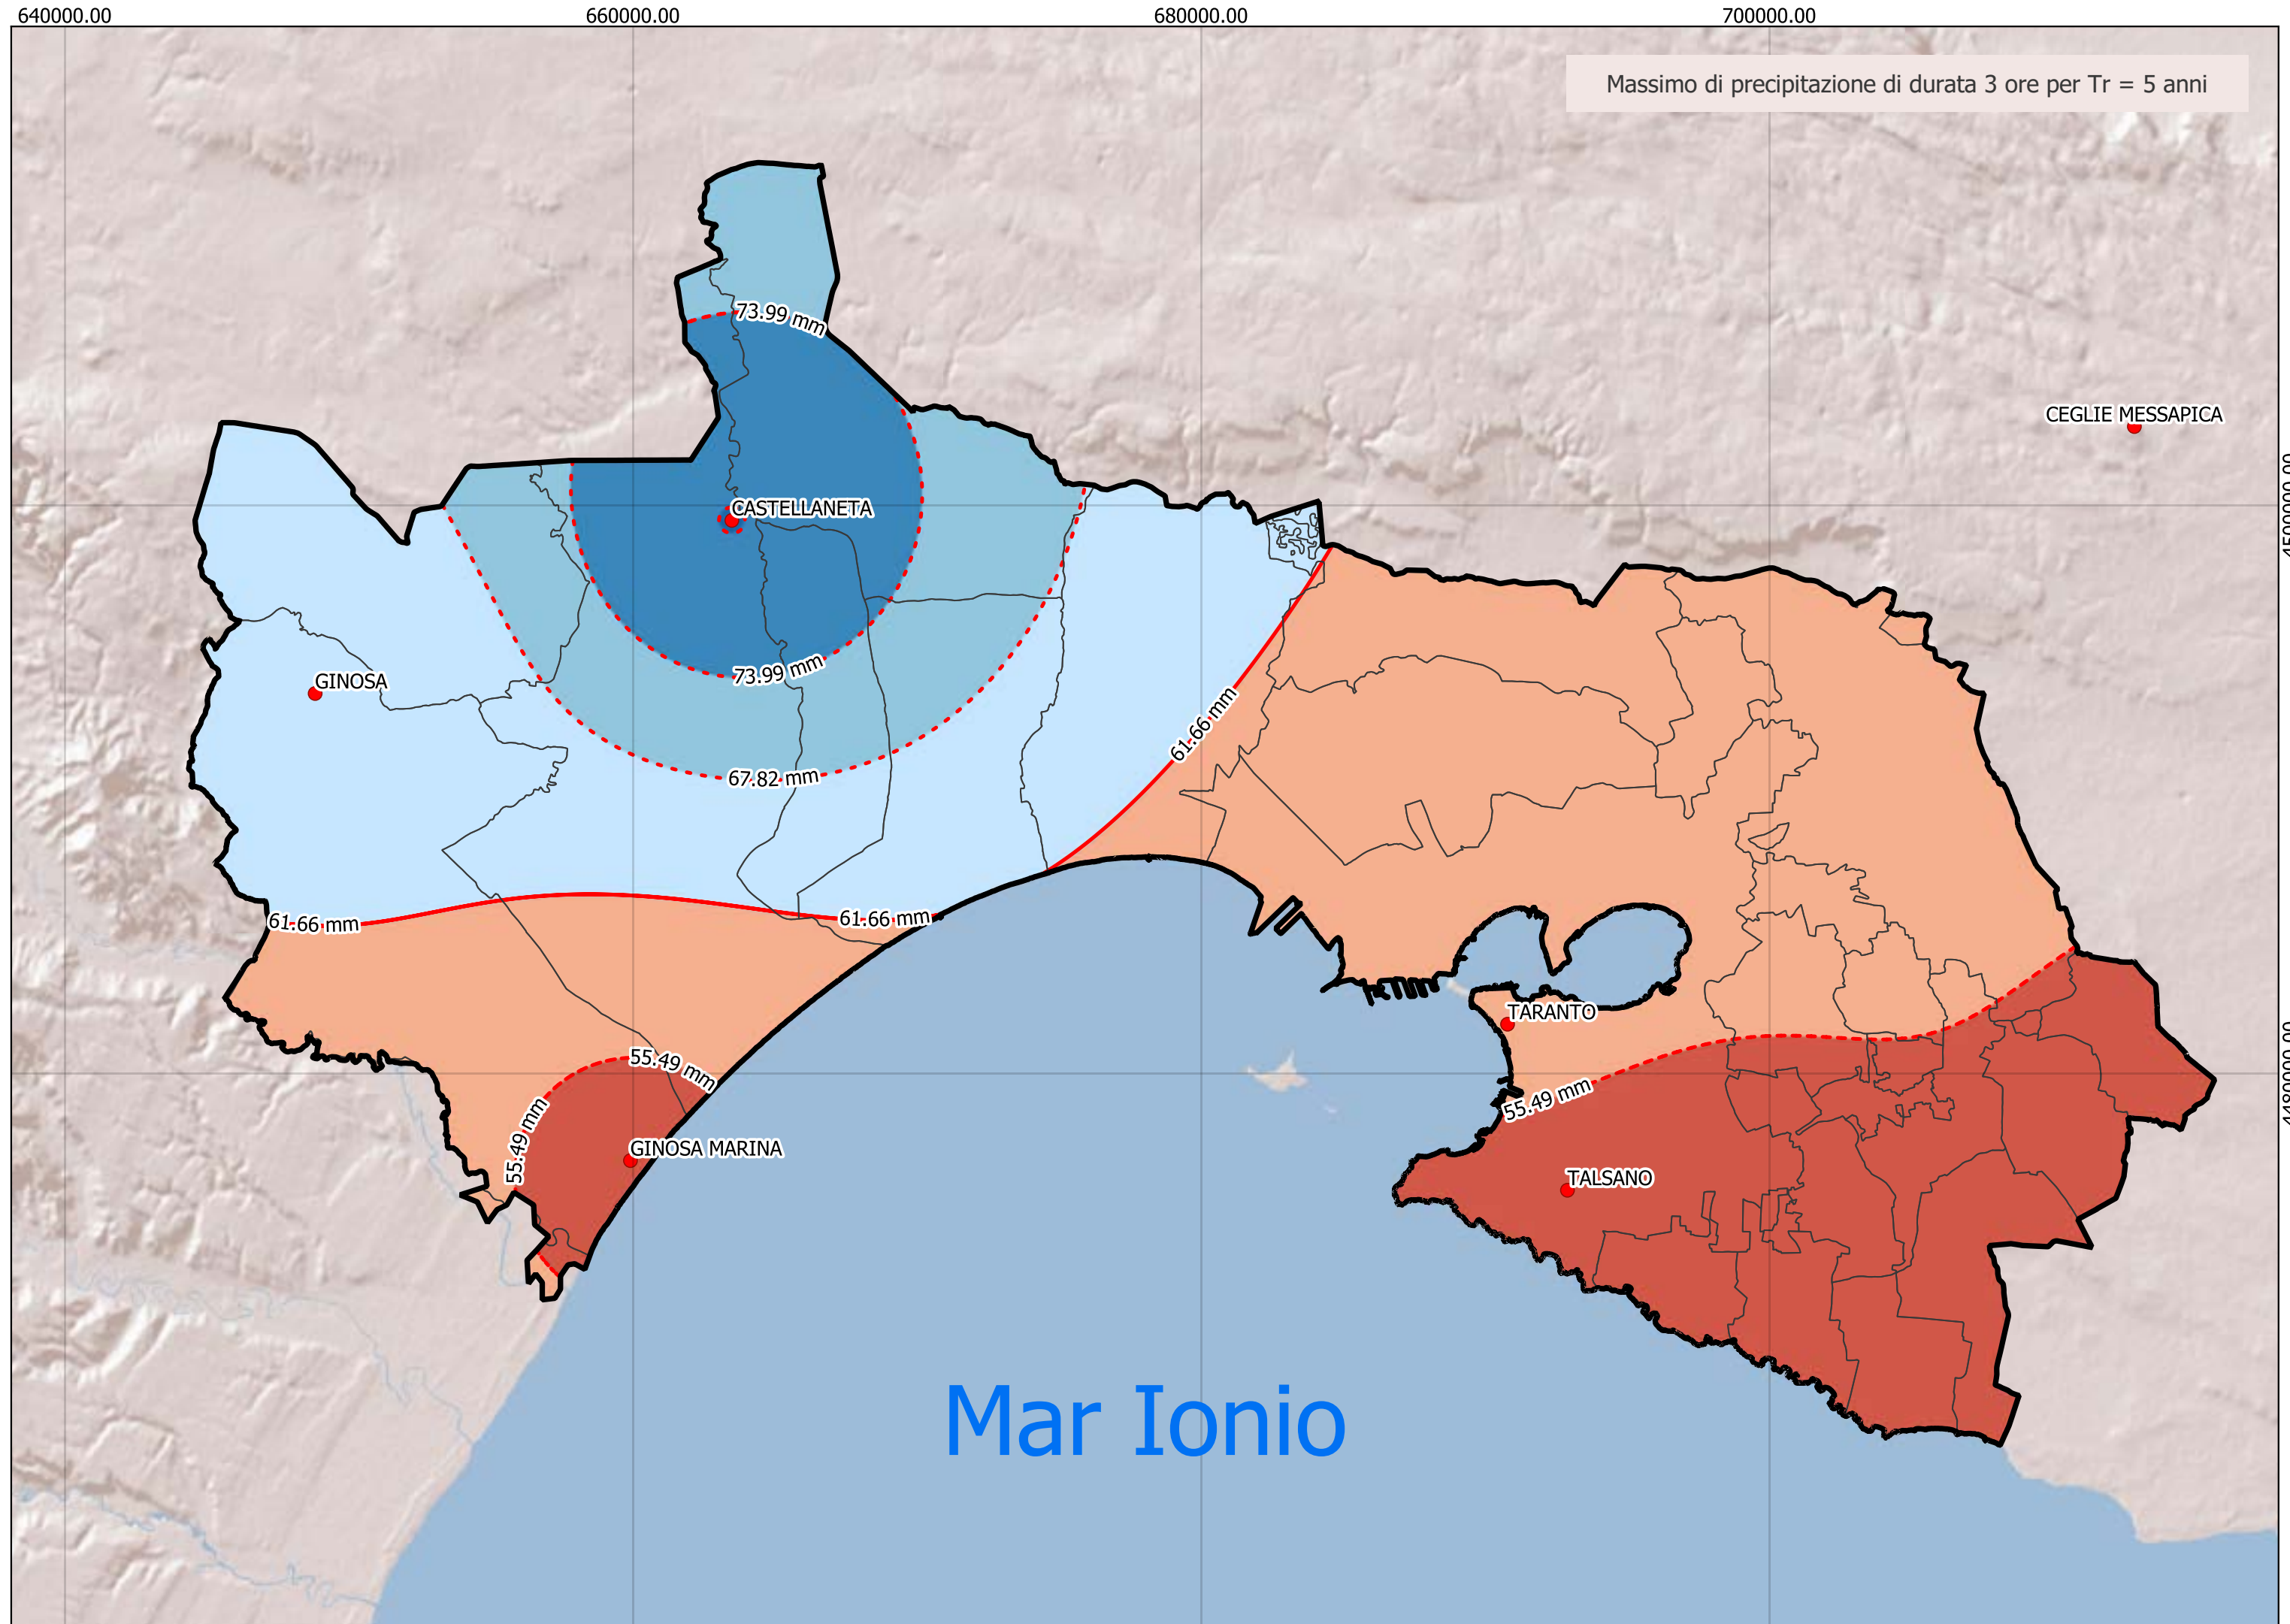 640000.00
660000.00
680000.00
700000.00
Massimo di precipitazione di durata 3 ore per Tr = 5 anni
73.99 mm
CEGLIE MESSAPICA
CASTELLANETA
73.99 mm
GINOSA
61.66 mm
67.82 mm
61.66 mm
61.66 mm
TARANTO
55.49 mm
55.49 mm
55.49 mm
GINOSA MARINA
TALSANO
Mar Ionio